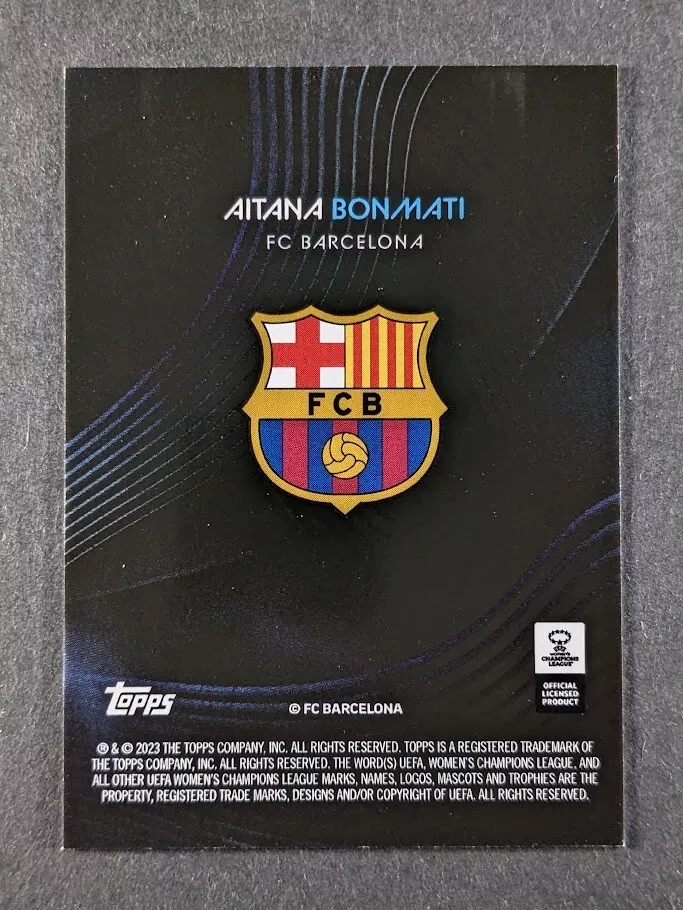 AITANA BONMATI
FC BARCELONA
FCB
WOMEN'S
CHAMPIONS
LEAGUE
OFFICIAL
LICENSED
PRODUCT
topps
© FC BARCELONA
® & © 2023 THE TOPPS COMPANY, INC. ALL RIGHTS RESERVED. TOPPS IS A REGISTERED TRADEMARK OF
THE TOPPS COMPANY, INC. ALL RIGHTS RESERVED. THE WORD(S) UEFA, WOMEN'S CHAMPIONS LEAGUE, AND
ALL OTHER UEFA WOMEN'S CHAMPIONS LEAGUE MARKS, NAMES, LOGOS, MASCOTS AND TROPHIES ARE THE
PROPERTY, REGISTERED TRADE MARKS, DESIGNS AND/OR COPYRIGHT OF UEFA. ALL RIGHTS RESERVED.